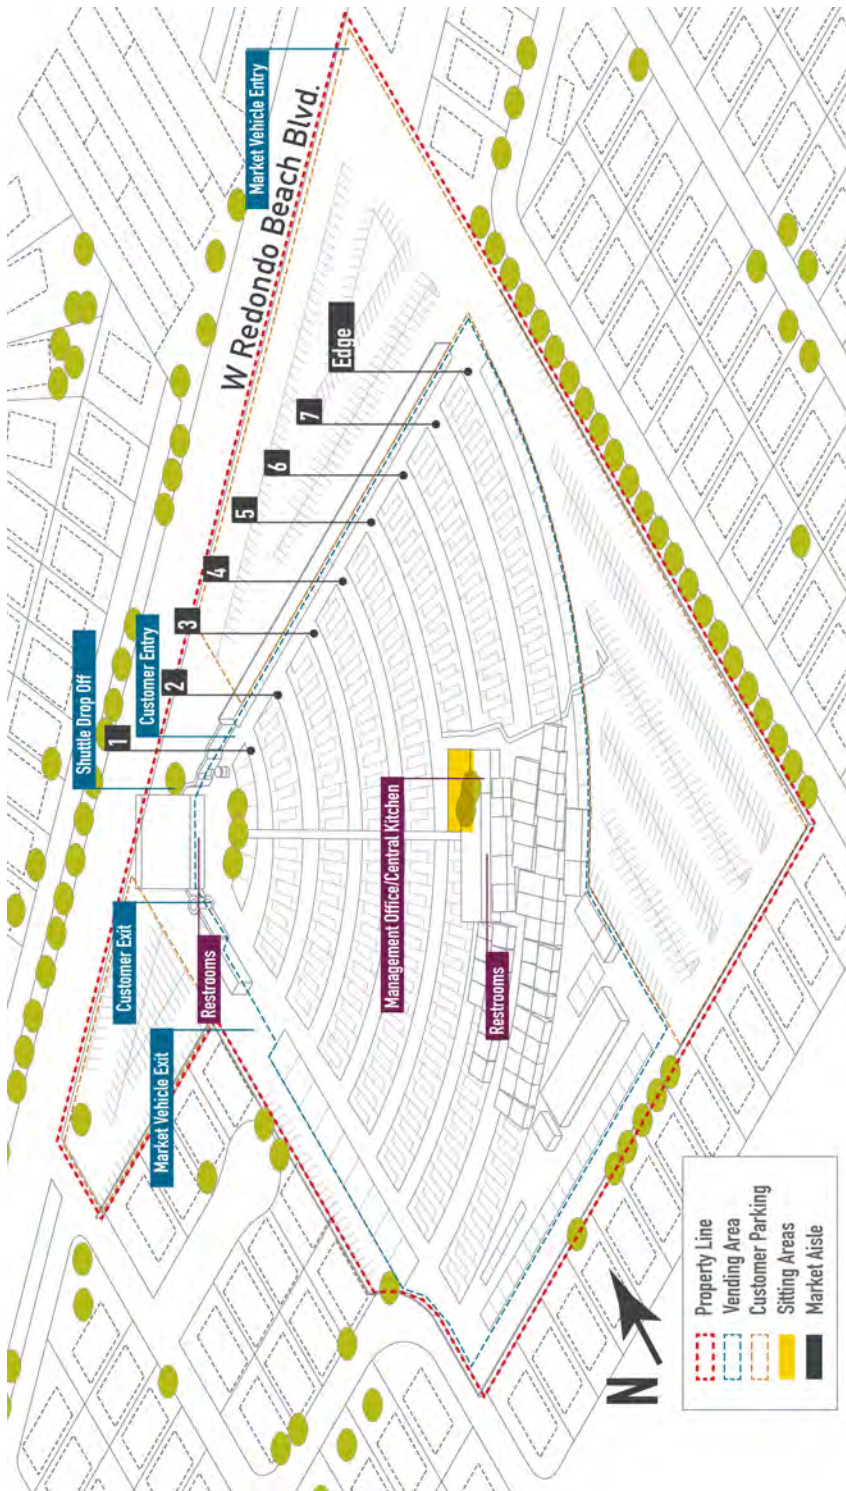 Market Vehicle Entry
W Redondo Beach Blvd.
Edge
7
6
5
4
3
2
1
Customer Entry
Shuttle Drop Off
Customer Exit
Restrooms
Market Vehicle Exit
Management Office/Central Kitchen
Restrooms
N
Property Line
Vending Area
Customer Parking
Sitting Areas
Market Aisle